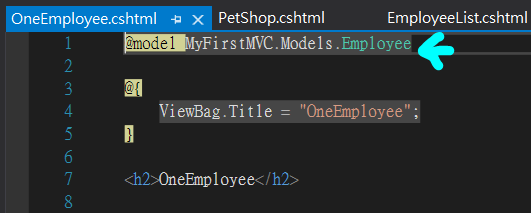 OneEmployee.cshtml PetShop.cshtml EmployeeList.cshtml
1 @model MyFirstMVC.Models.Employee
2
3 @{
4 ViewBag.Title = "OneEmployee";
5 }
6
7 <h2>OneEmployee</h2>
8